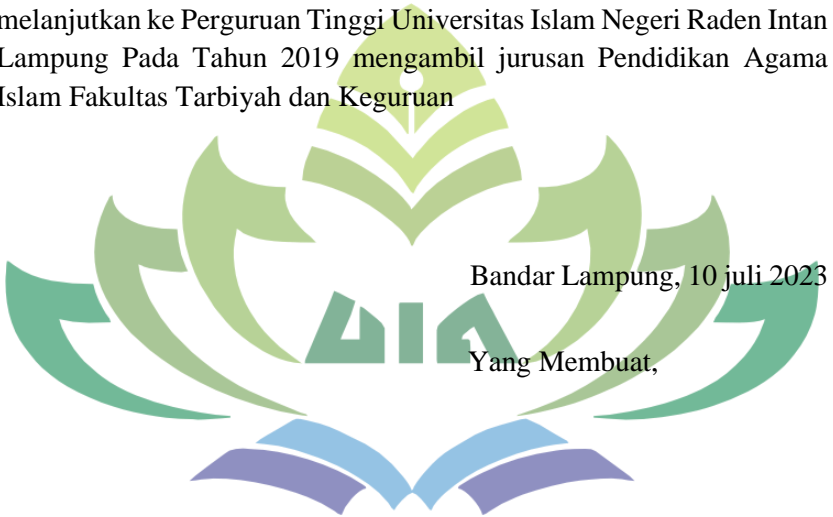 melanjutkan ke Perguruan Tinggi Universitas Islam Negeri Raden Intan
Lampung Pada Tahun 2019 mengambil jurusan Pendidikan Agama
Islam Fakultas Tarbiyah dan Keguruan
Bandar Lampung, 10 juli 2023
UIN
Yang Membuat,